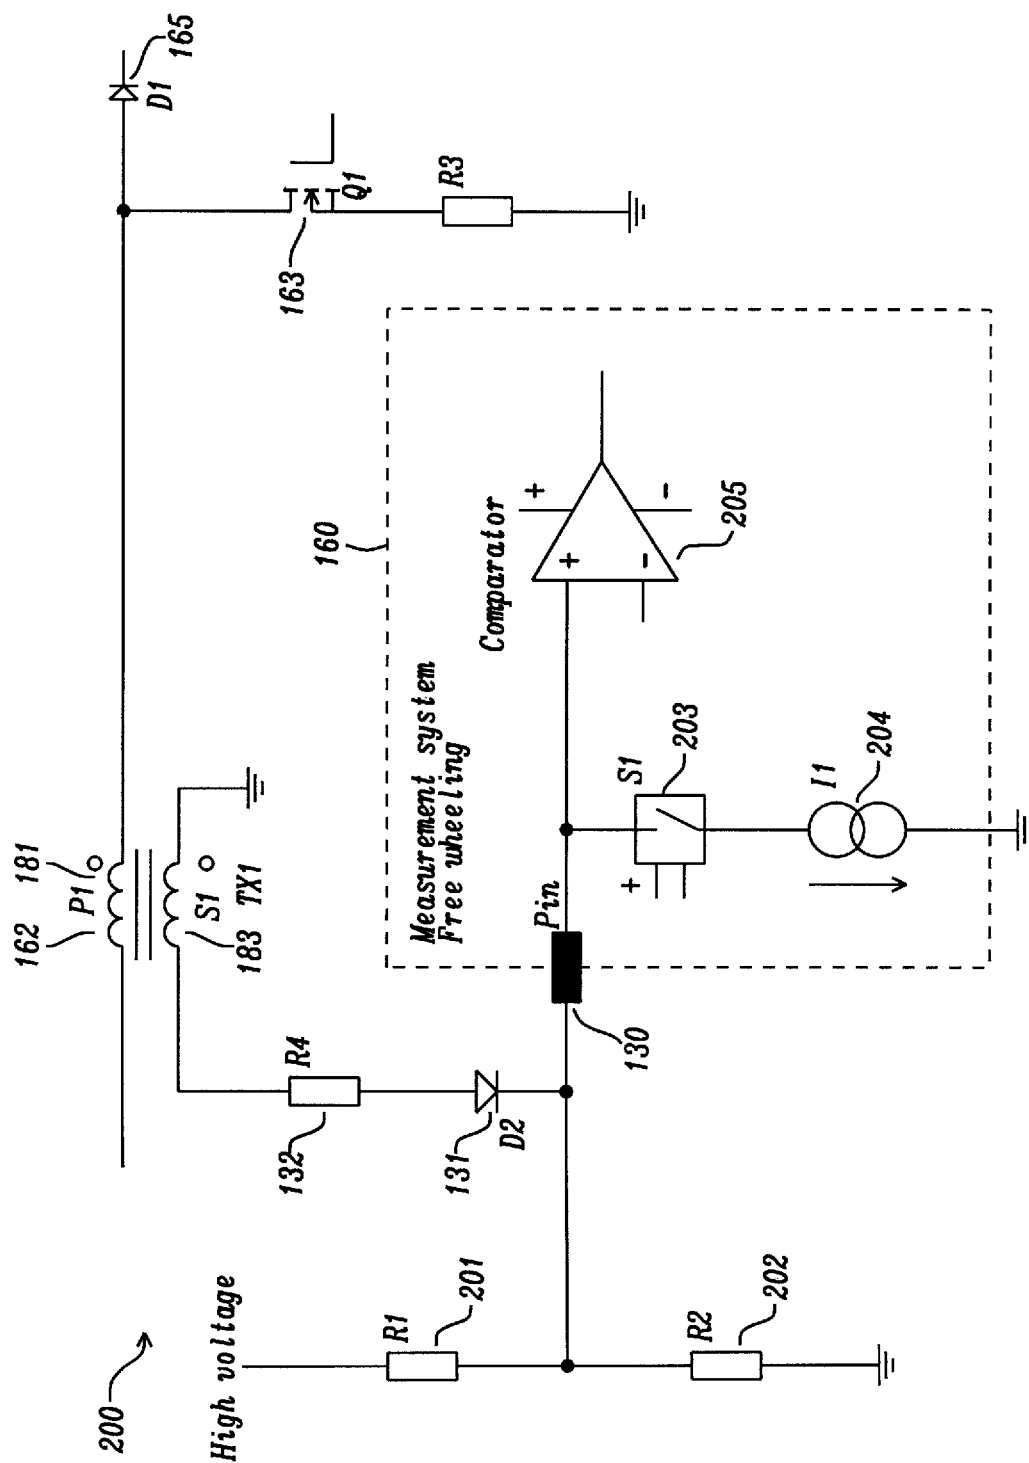 200
High voltage
R1
201
R2
202
162
P1
181
183
S1
TX1
132
R4
131
D2
130
Pin
Measurement system
Free wheeling
160
Comparator
+
-
+
-
205
S1
203
+
I1
204
163
Q1
R3
D1
165